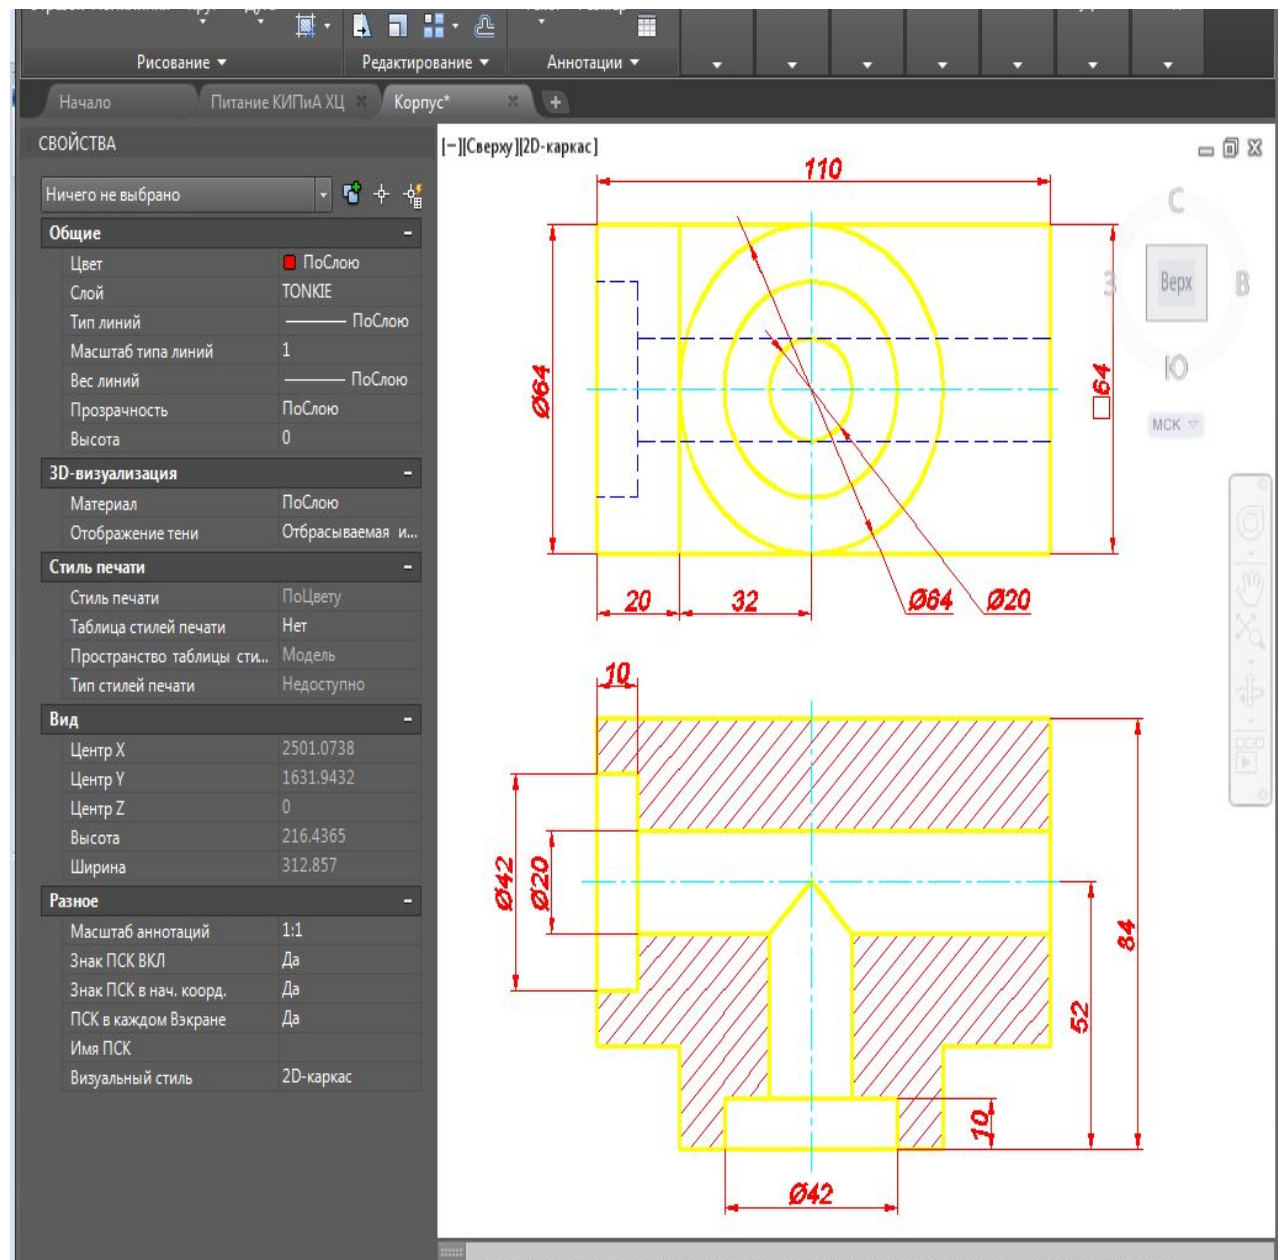 Рисование
Редактирование
Аннотации
Начало
Питание КИПиА ХЦ
Корпус*
СВОЙСТВА
Ничего не выбрано
Общие
Цвет ПоСлою
Слой TONKIE
Тип линий ПоСлою
Масштаб типа линий 1
Вес линий ПоСлою
Прозрачность ПоСлою
Высота 0
3D-визуализация
Материал ПоСлою
Отображение тени Отбрасываемая и...
Стиль печати
Стиль печати ПоЦвету
Таблица стилей печати Нет
Пространство таблицы сти... Модель
Тип стилей печати Недоступно
Вид
Центр X 2501.0738
Центр Y 1631.9432
Центр Z 0
Высота 216.4365
Ширина 312.857
Разное
Масштаб аннотаций 1:1
Знак ПСК ВКЛ Да
Знак ПСК в нач. коорд. Да
ПСК в каждом Вэкране Да
Имя ПСК
Визуальный стиль 2D-каркас
[−][Сверху][2D-каркас]
110
С
З
Верх
В
Ю
МСК
Ø64
□64
20
32
Ø64
Ø20
10
Ø42
Ø20
84
52
10
Ø42